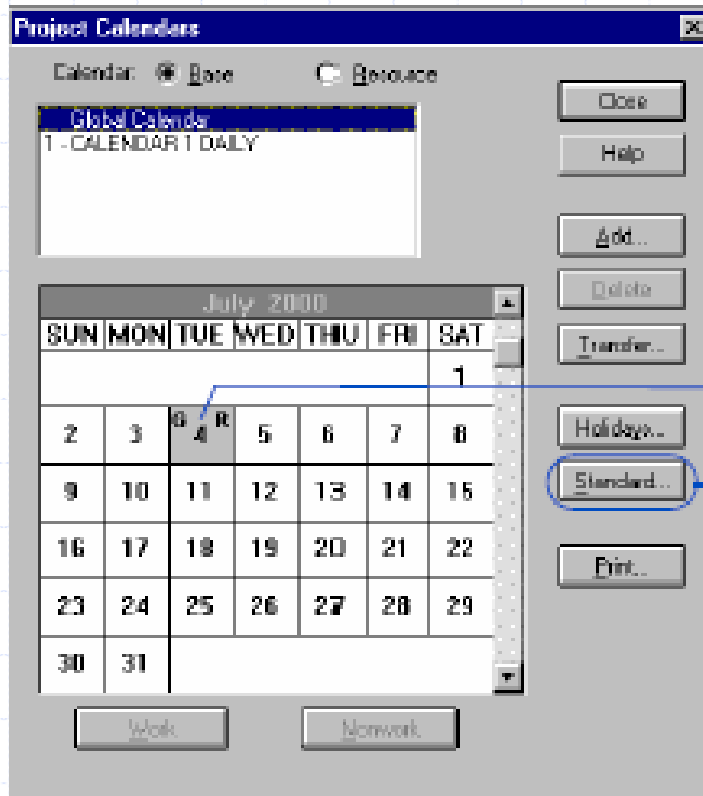 Project Calendars
Calendar: Base Resource
Global Calendar
1 - CALENDAR 1 DAILY
Close
Help
Add...
Delete
Transfer...
Holidays...
Standard...
Print...
July 2000
SUN MON TUE WED THU FRI SAT
1
2 3 G 4 R 5 6 7 8
9 10 11 12 13 14 15
16 17 18 19 20 21 22
23 24 25 26 27 28 29
30 31
Work Nonwork